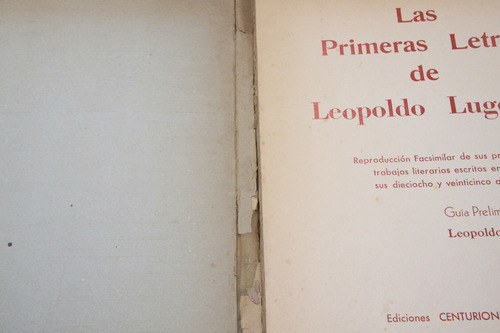 Las
Primeras Letr
de
Leopoldo Lug
Reproducción Facsimilar de sus pr
trabajos literarios escritos en
sus dieciocho y veinticinco a
Guía Prelim
Leopoldo
Ediciones CENTURION